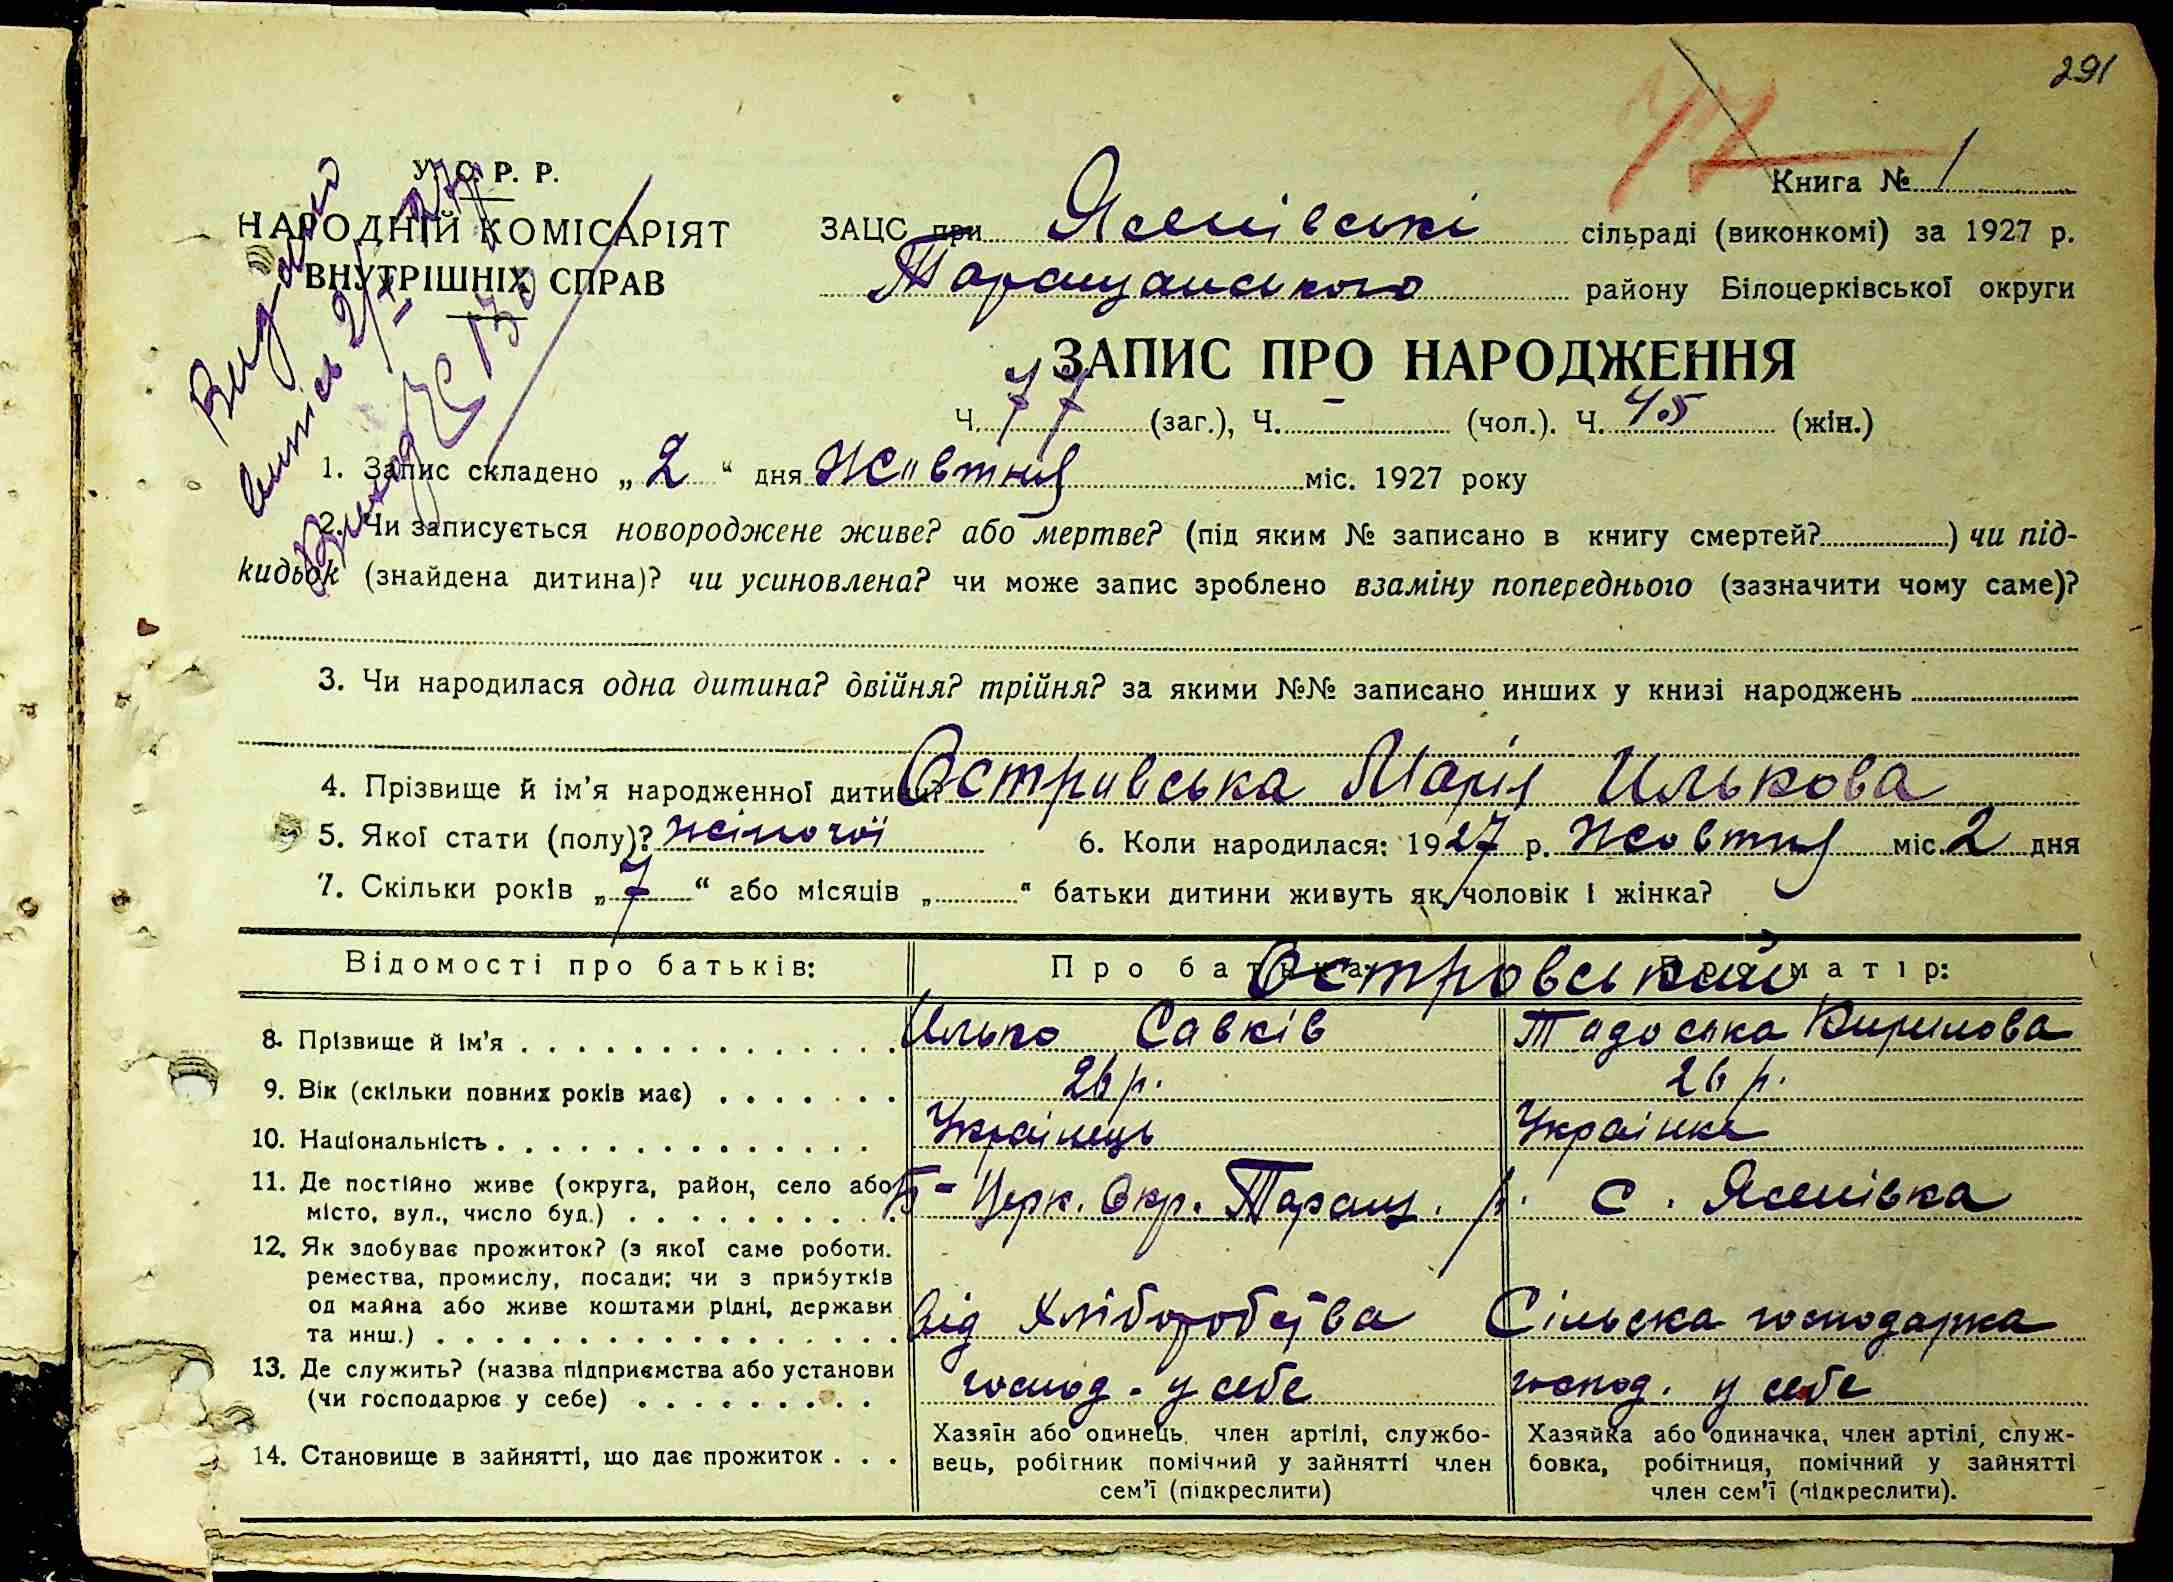 291
77
Книга № 1
У. С. Р. Р.
НАРОДНІЙ КОМІСАРІЯТ
ВНУТРІШНІХ СПРАВ
Видано
витись 2/X 27 р.
ЗАЦС при Ясенівські сільраді (виконкомі) за 1927 р.
Таращанського району Білоцерківської округи
ЗАПИС ПРО НАРОДЖЕННЯ
Ч. 77 (заг.), Ч. - (чол.). Ч. 45 (жін.)
1. Запис складено „ 2 “ дня Жовтня міс. 1927 року
2. Чи записується новороджене живе? або мертве? (під яким № записано в книгу смертей?) чи під-
кидьок (знайдена дитина)? чи усиновлена? чи може запис зроблено взаміну попереднього (зазначити чому саме)?
3. Чи народилася одна дитина? двійня? трійня? за якими №№ записано инших у книзі народжень
4. Прізвище й ім'я народженної дитини? Островська Марія Илькова
5. Якої стати (полу)? жіночої 6. Коли народилася: 1927 р. Жовтня міс. 2 дня
7. Скільки років „ 7 “ або місяців „ “ батьки дитини живуть як чоловік і жінка?
Відомості про батьків: Про батька: Про матір:
Островський
8. Прізвище й ім'я Илько Савків Тодоська Кирилова
9. Вік (скільки повних років має) 26 р. 26 р.
10. Національність Українець Українка
11. Де постійно живе (округа, район, село або Б-Церк. Окр. Таращ. р. с. Ясенівка
місто, вул., число буд.)
12. Як здобуває прожиток? (з якої саме роботи.
ремества, промислу, посади; чи з прибутків
од майна або живе коштами рідні, держави
та инш.) від Хліборобства Сільска господарка
13. Де служить? (назва підприємства або установи
(чи господарює у себе) господ. у себе господ. у себе
14. Становище в зайнятті, що дає прожиток
Хазяїн або одинець, член артілі, службо-
вець, робітник помічний у зайнятті член
сем'ї (підкреслити)
Хазяйка або одиначка, член артілі, служ-
бовка, робітниця, помічний у зайнятті
член сем'ї (підкреслити).